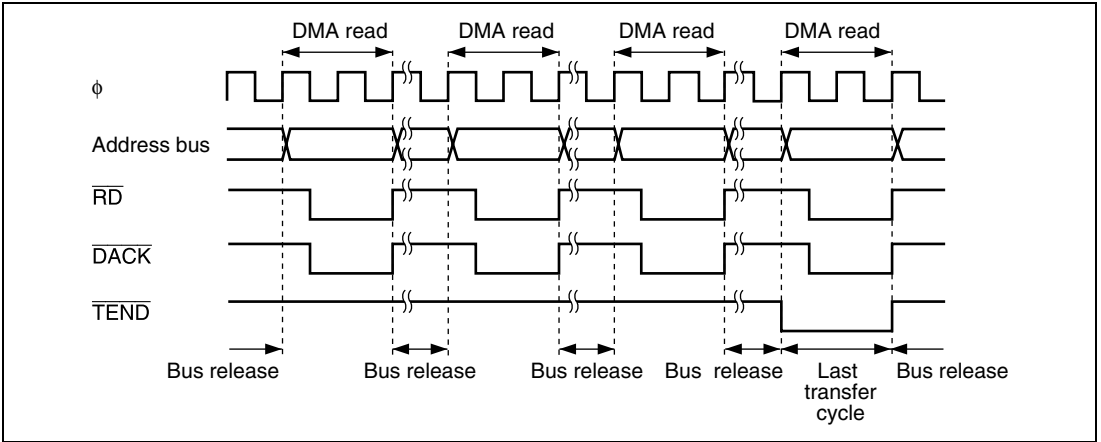 DMA read DMA read DMA read DMA read
ϕ
Address bus
RD
DACK
TEND
Bus release Bus release Bus release Bus release Last transfer cycle Bus release